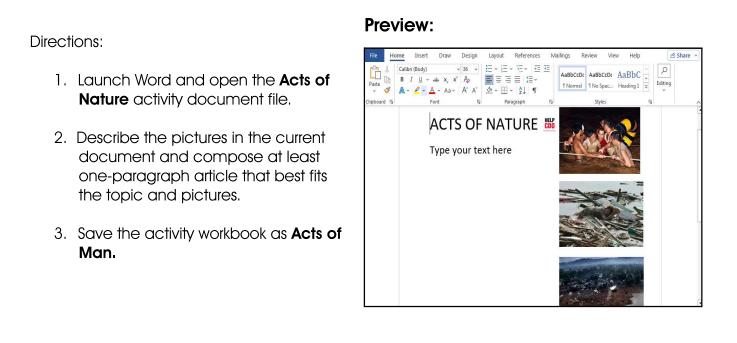 Directions:
1. Launch Word and open the Acts of
Nature activity document file.
2. Describe the pictures in the current
document and compose at least
one-paragraph article that best fits
the topic and pictures.
3. Save the activity workbook as Acts of
Man.
Preview:
File Home Insert Draw Design Layout References Mailings Review View Help Share
Paste
Calibri (Body) 36
B I U ab x, x² A
A A Aa A A
AaBbCcDc AaBbCcDc AaBbC
¶ Normal ¶ No Spac... Heading 1
Editing
Clipboard Font Paragraph Styles
ACTS OF NATURE HELP
CDO
Type your text here